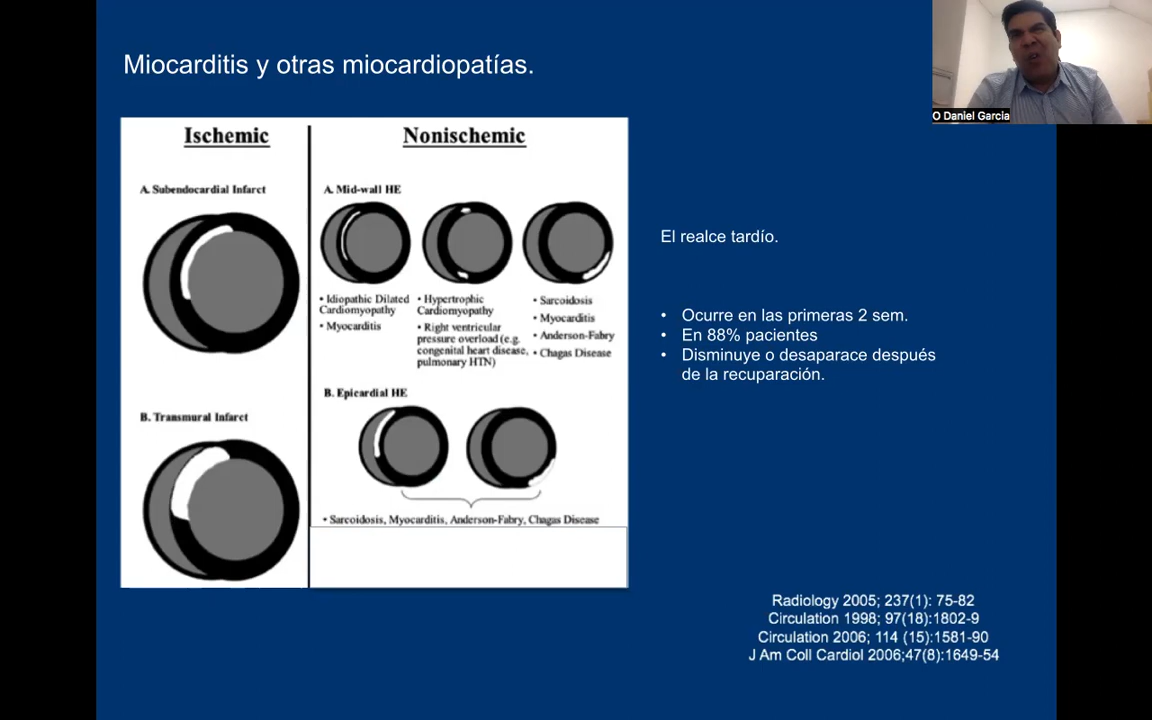 Miocarditis y otras miocardiopatías.
O Daniel Garcia
Ischemic
A. Subendocardial Infarct
B. Transmural Infarct
Nonischemic
A. Mid-wall HE
• Idiopathic Dilated
Cardiomyopathy
• Myocarditis
• Hypertrophic
Cardiomyopathy
• Right ventricular
pressure overload (e.g.
congenital heart disease,
pulmonary HTN)
• Sarcoidosis
• Myocarditis
• Anderson-Fabry
• Chagas Disease
B. Epicardial HE
• Sarcoidosis, Myocarditis, Anderson-Fabry, Chagas Disease
El realce tardío.
• Ocurre en las primeras 2 sem.
• En 88% pacientes
• Disminuye o desaparace después
de la recuparación.
Radiology 2005; 237(1): 75-82
Circulation 1998; 97(18):1802-9
Circulation 2006; 114 (15):1581-90
J Am Coll Cardiol 2006;47(8):1649-54